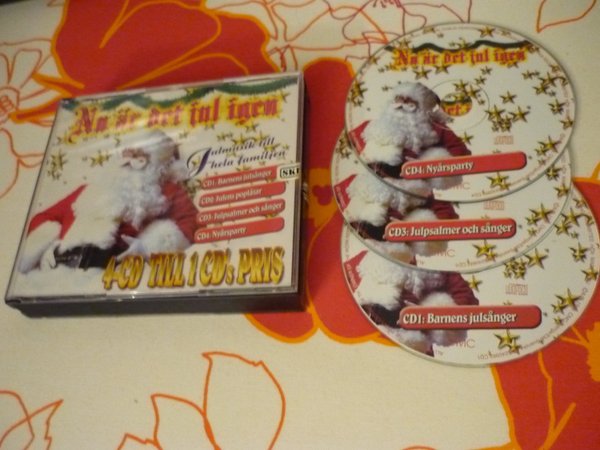 Nu är det jul igen
Julmusik till
hela familjen
CD1: Barnens julsånger
CD2: Julens poplåtar
CD3: Julpsalmer och sånger
CD4: Nyårsparty
4-CD TILL 1 CD's PRIS
Nu är det jul igen
CD4: Nyårsparty
CD3: Julpsalmer och sånger
CD1: Barnens julsånger